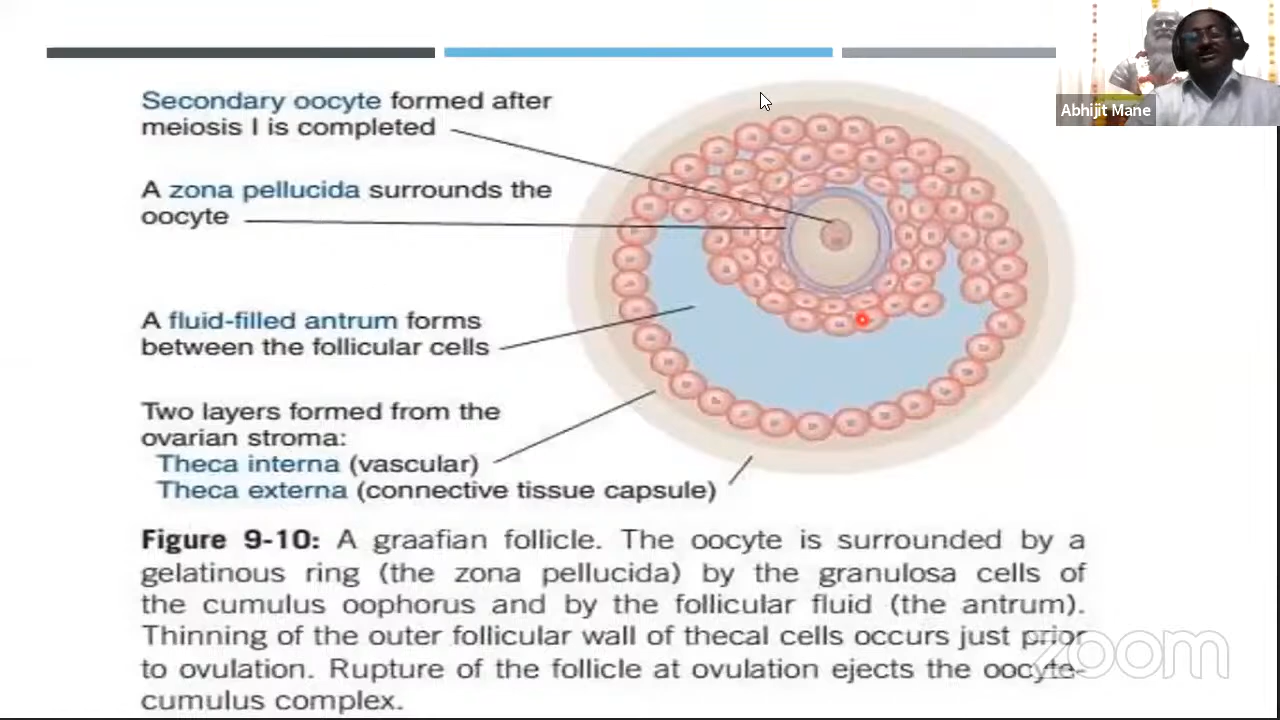 Secondary oocyte formed after
meiosis I is completed
A zona pellucida surrounds the
oocyte
A fluid-filled antrum forms
between the follicular cells
Two layers formed from the
ovarian stroma:
Theca interna (vascular)
Theca externa (connective tissue capsule)
Figure 9-10: A graafian follicle. The oocyte is surrounded by a
gelatinous ring (the zona pellucida) by the granulosa cells of
the cumulus oophorus and by the follicular fluid (the antrum).
Thinning of the outer follicular wall of thecal cells occurs just prior
to ovulation. Rupture of the follicle at ovulation ejects the oocyte-
cumulus complex.
Abhijit Mane
zoom